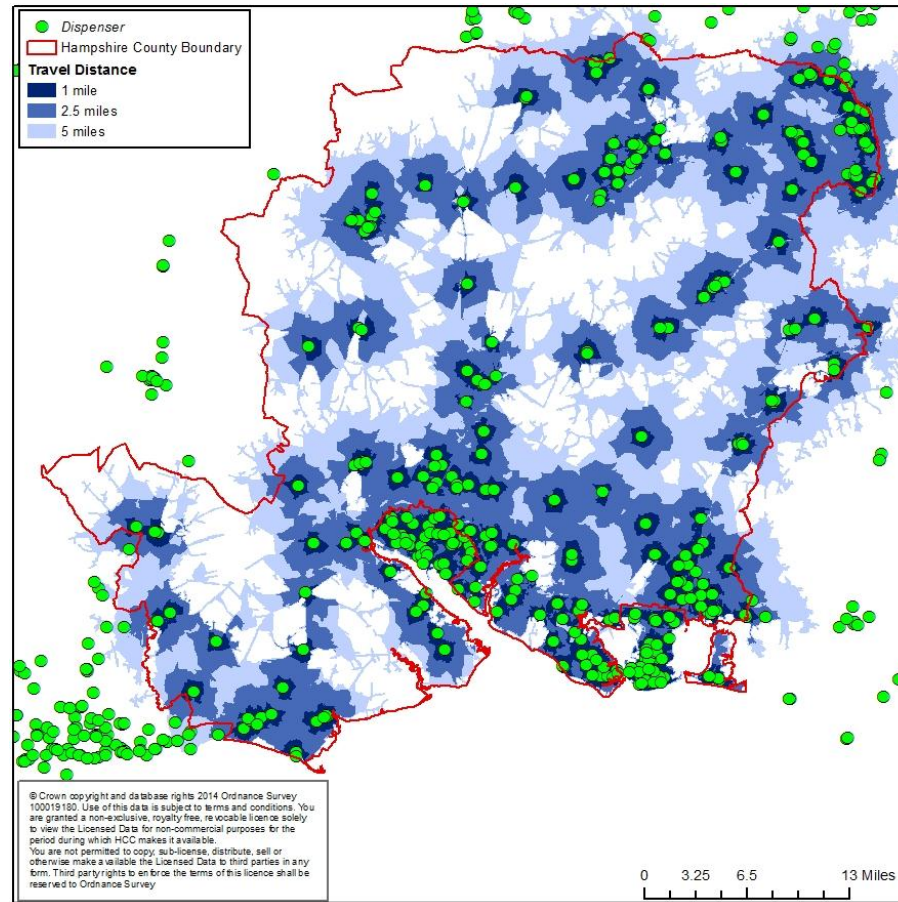 Dispenser
Hampshire County Boundary
Travel Distance
1 mile
2.5 miles
5 miles
© Crown copyright and database rights 2014 Ordnance Survey
100019180. Use of this data is subject to terms and conditions. You
are granted a non-exclusive, royalty free, revocable licence solely
to view the Licensed Data for non-commercial purposes for the
period during which HCC makes it available.
You are not permitted to copy, sub-license, distribute, sell or
otherwise make available the Licensed Data to third parties in any
form. Third party rights to enforce the terms of this licence shall be
reserved to Ordnance Survey
0 3.25 6.5 13 Miles